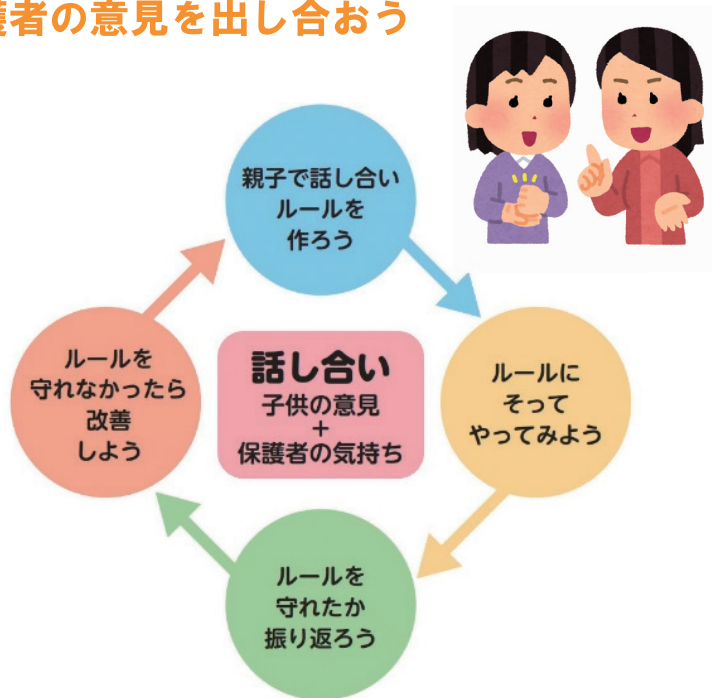 護者の意見を出し合おう
親子で話し合い
ルールを
作ろう
ルールに
そって
やってみよう
話し合い
子供の意見
+
保護者の気持ち
ルールを
守れなかったら
改善
しよう
ルールを
守れたか
振り返ろう